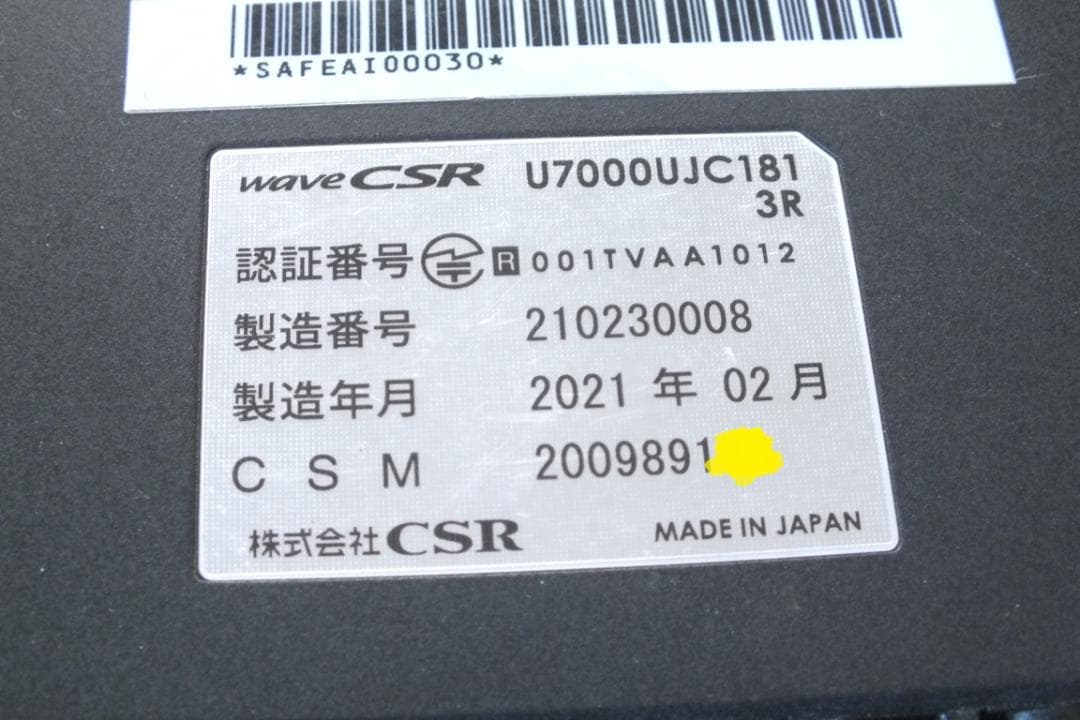 *SAFEAI00030*
wave CSR U7000UJC181
3R
認証番号 R 001TVAA1012
製造番号 210230008
製造年月 2021 年 02 月
C S M 2009891
株式会社CSR MADE IN JAPAN